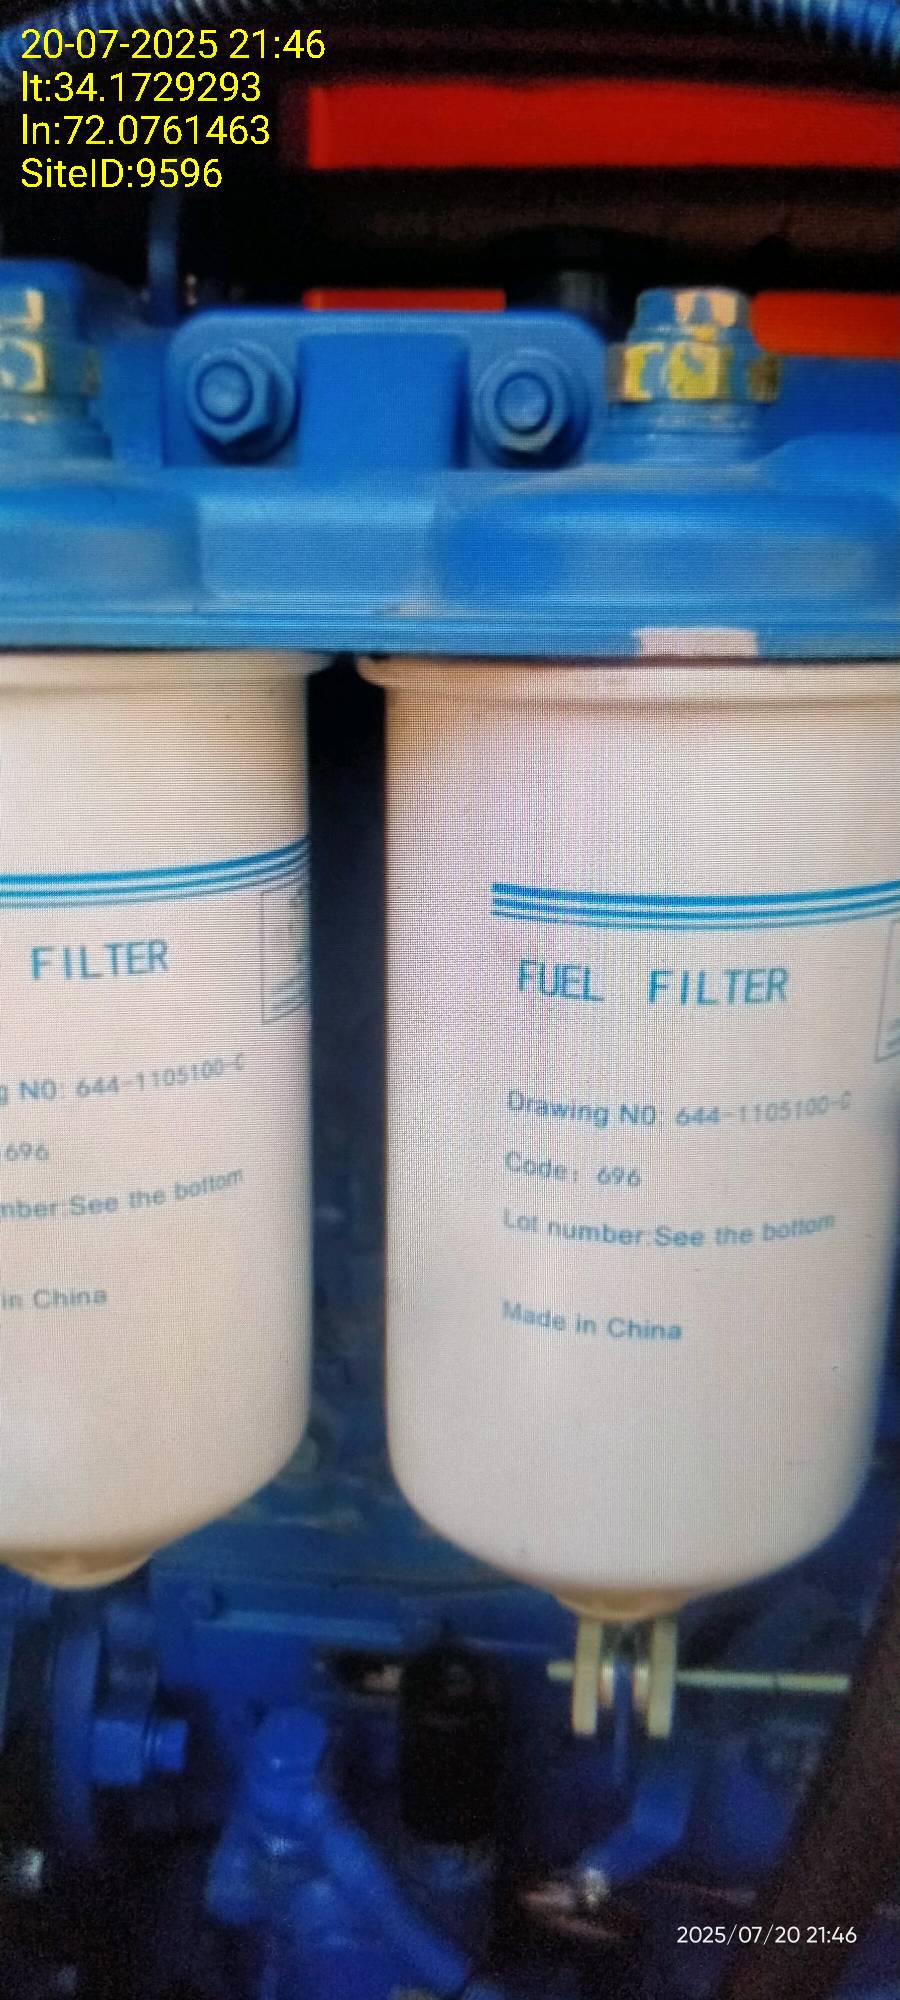 20-07-2025 21:46
lt:34.1729293
ln:72.0761463
SiteID:9596
FILTER
g NO: 644-1105100-C
696
mber:See the bottom
in China
FUEL FILTER
Drawing NO: 644-1105100-C
Code: 696
Lot number:See the bottom
Made in China
2025/07/20 21:46